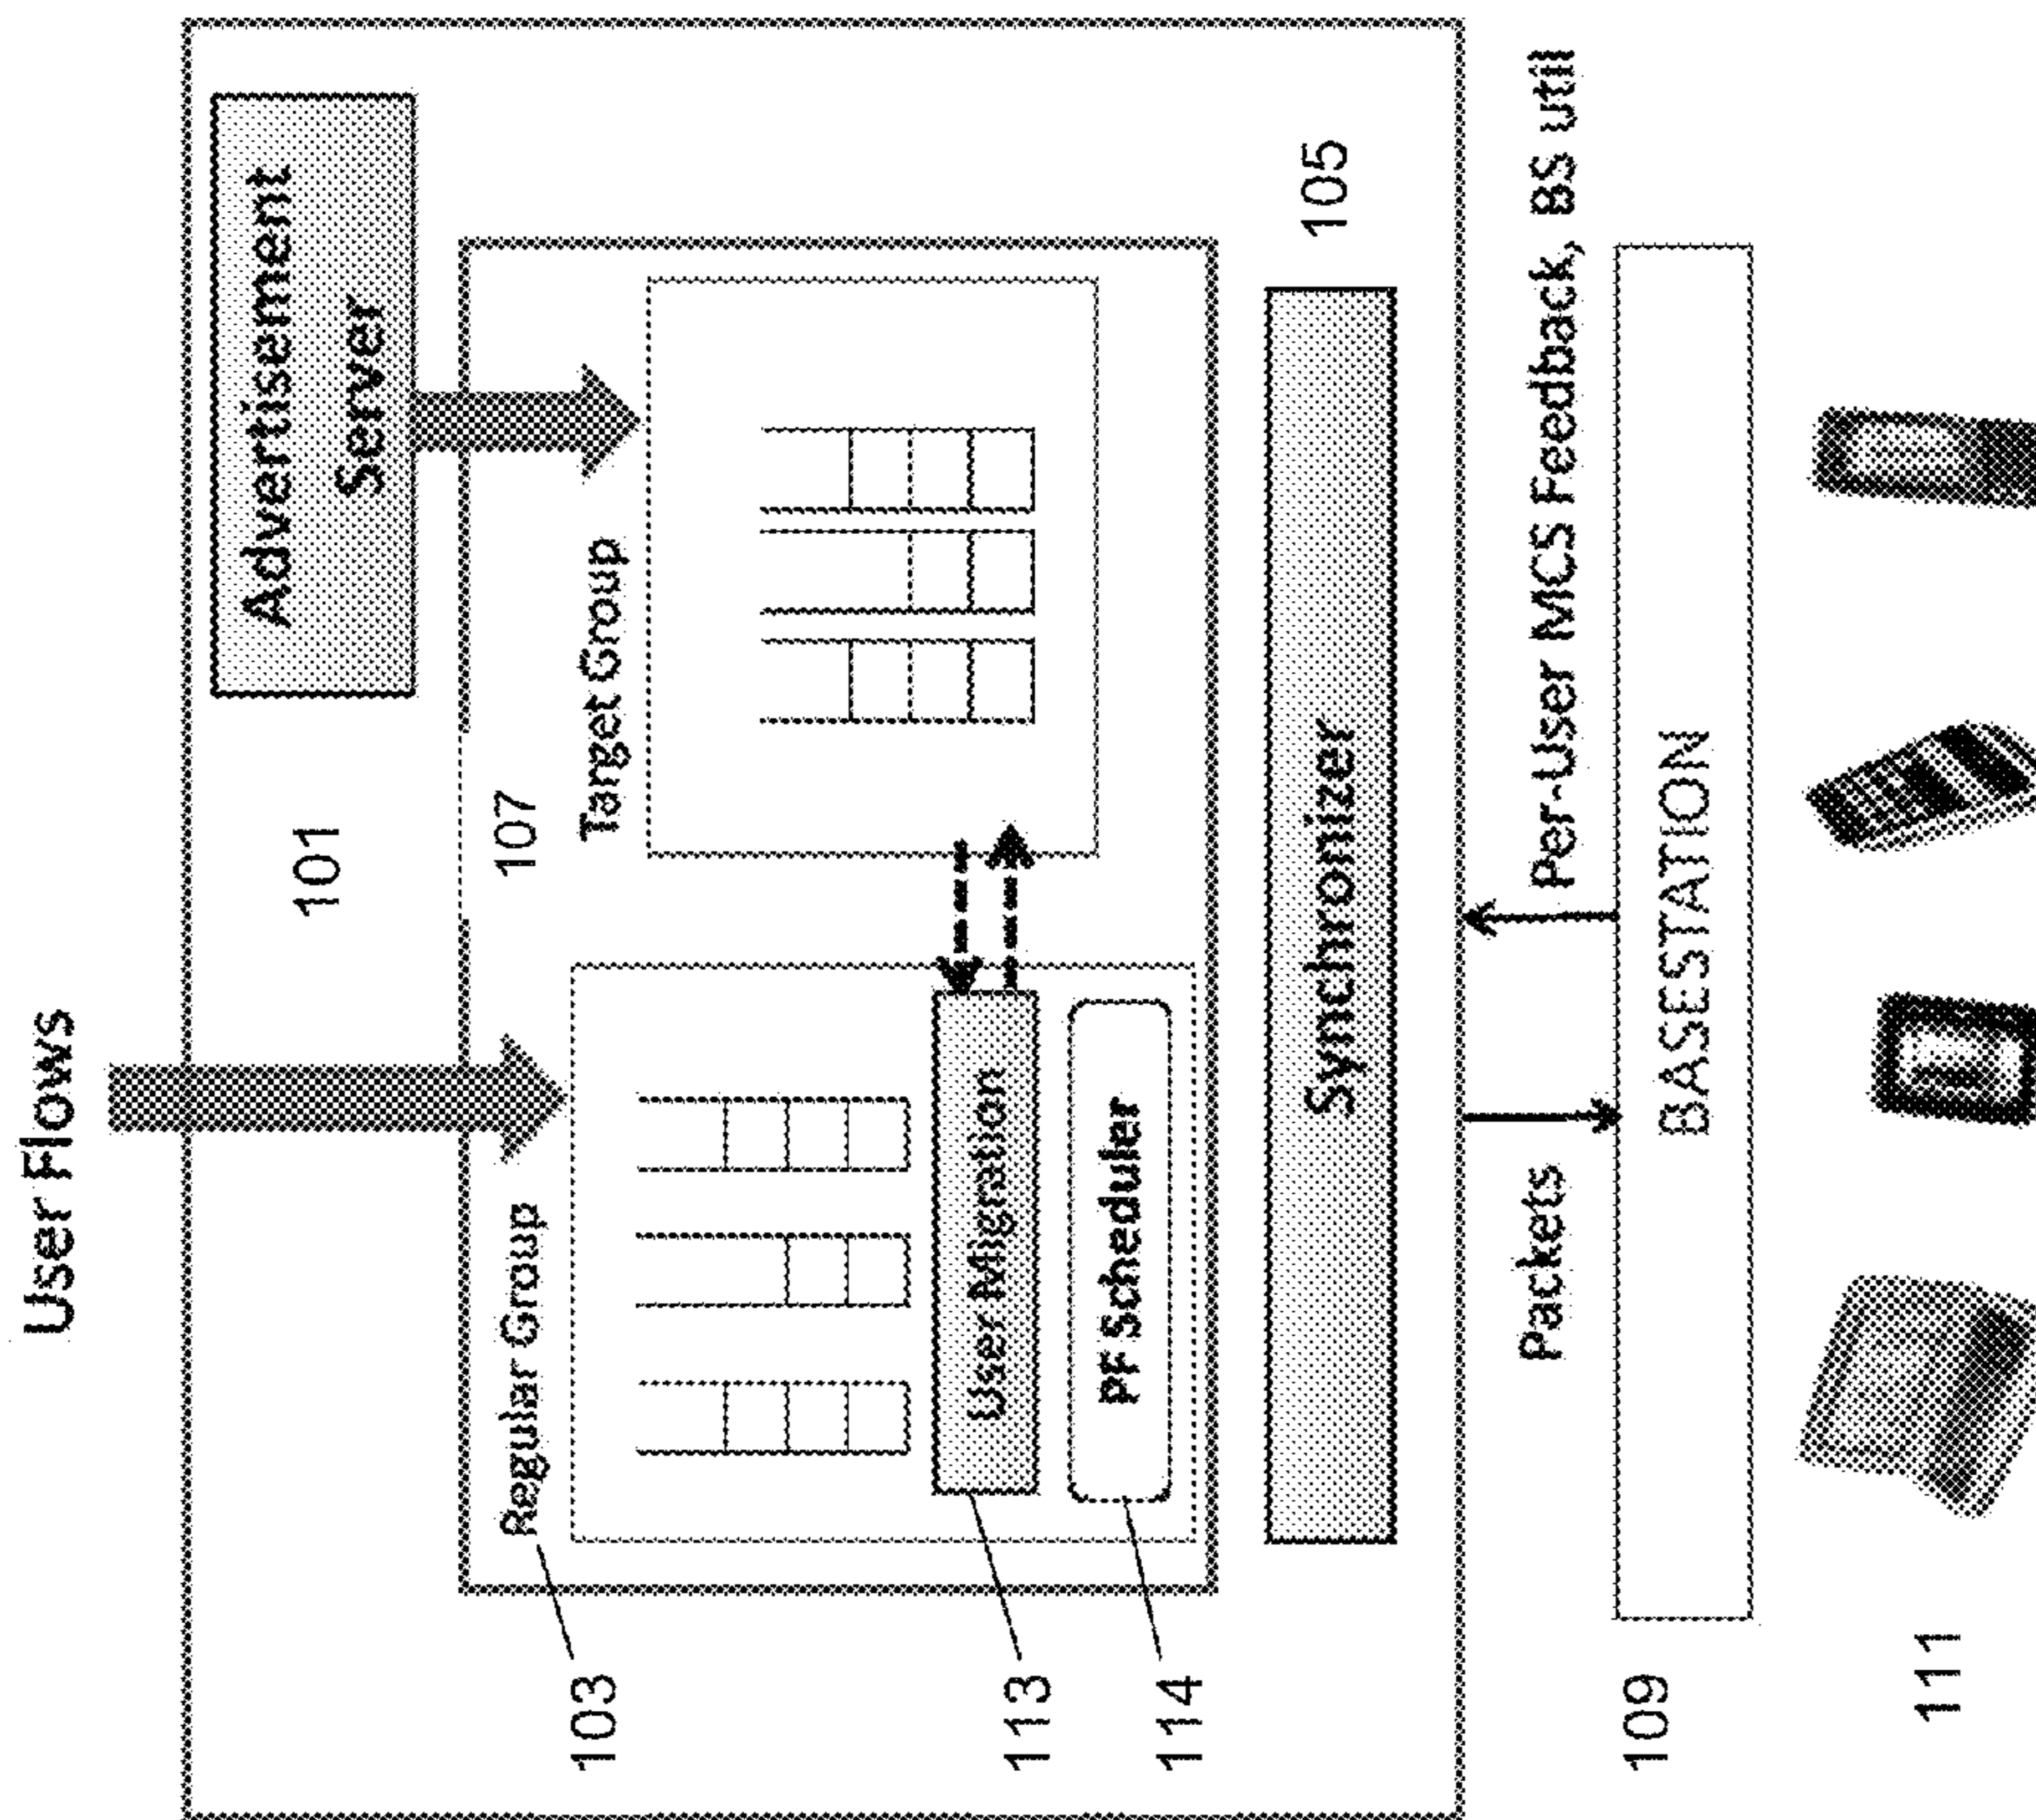 User Flows
Advertisement
Server
101
107
Regular Group
Target Group
103
User Migration
113
PF Scheduler
114
Synchronizer
105
Packets
Per-User MCS Feedback, BS util
BASESTATION
109
111